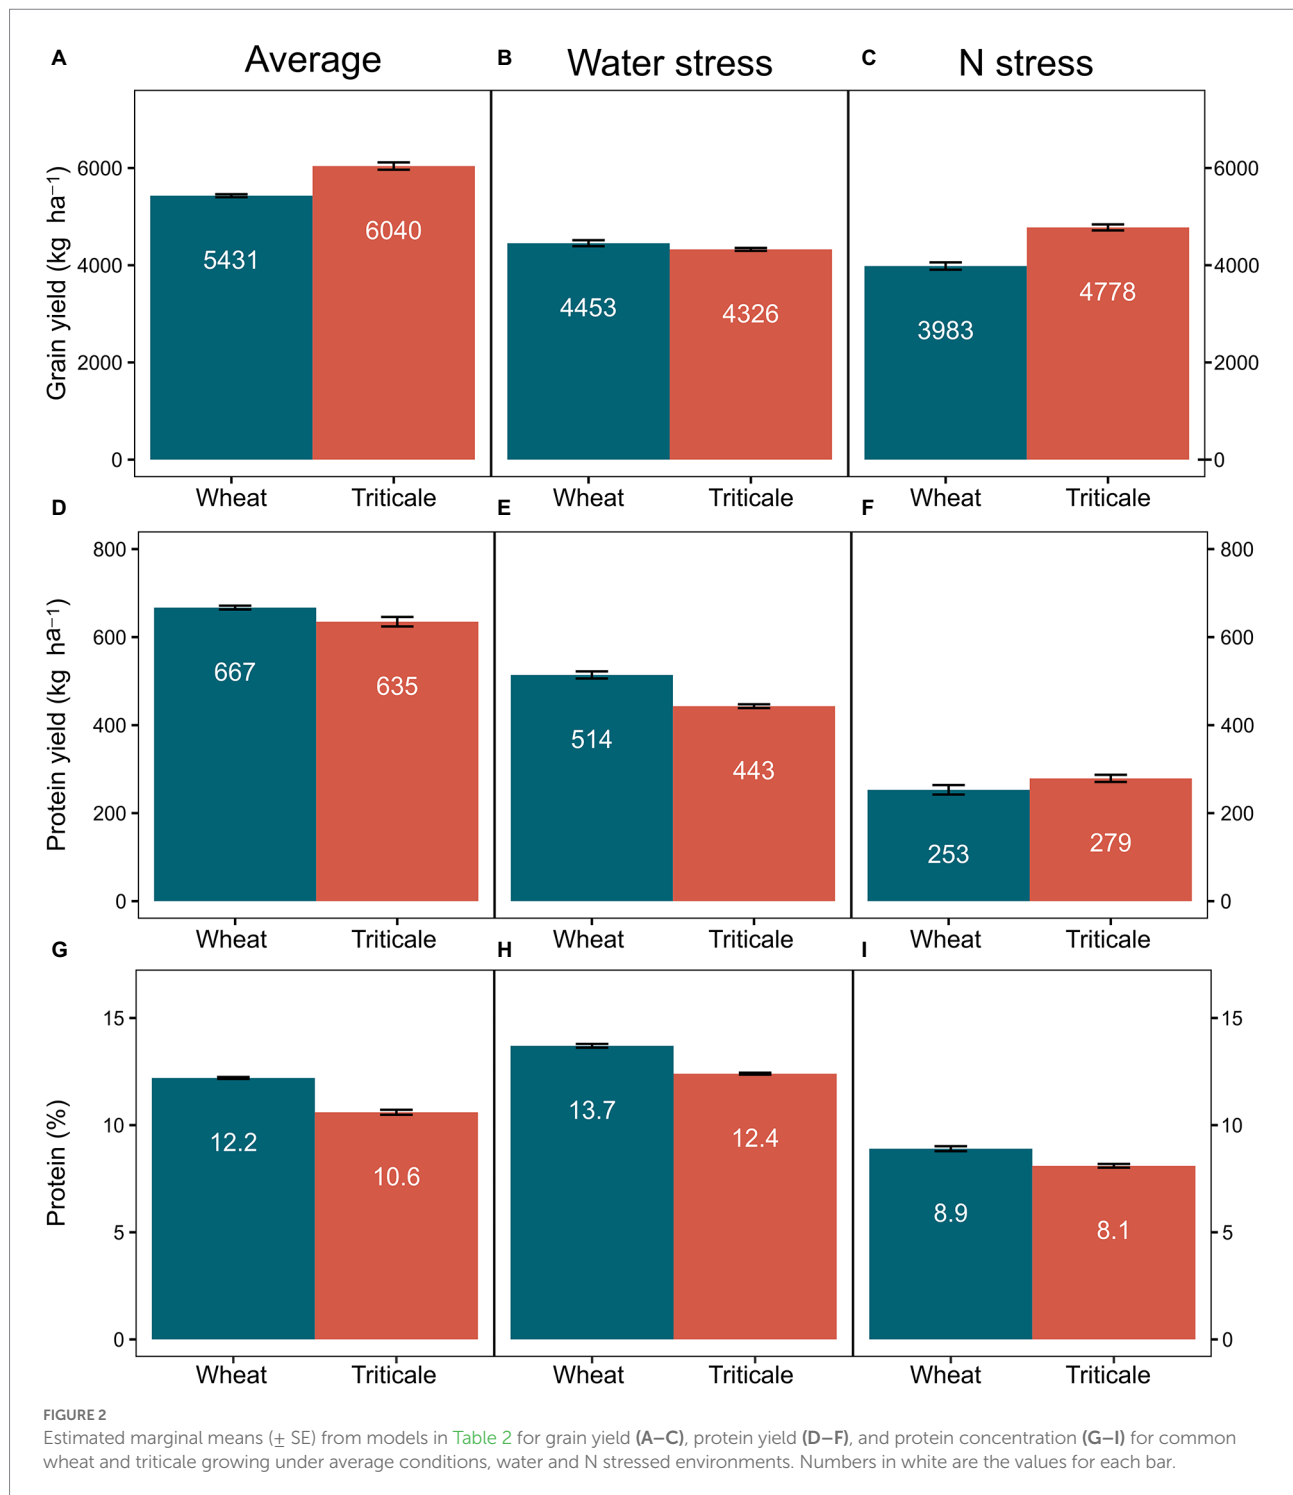 A Average B Water stress C N stress
Grain yield (kg ha⁻¹)
6000 6000
4000 4000
2000 2000
0 0
5431 6040 4453 4326 3983 4778
Wheat Triticale Wheat Triticale Wheat Triticale
D E F
Protein yield (kg ha⁻¹)
800 800
600 600
400 400
200 200
0 0
667 635 514 443 253 279
Wheat Triticale Wheat Triticale Wheat Triticale
G H I
Protein (%)
15 15
10 10
5 5
0 0
12.2 10.6 13.7 12.4 8.9 8.1
Wheat Triticale Wheat Triticale Wheat Triticale
FIGURE 2
Estimated marginal means (± SE) from models in Table 2 for grain yield (A–C), protein yield (D–F), and protein concentration (G–I) for common
wheat and triticale growing under average conditions, water and N stressed environments. Numbers in white are the values for each bar.